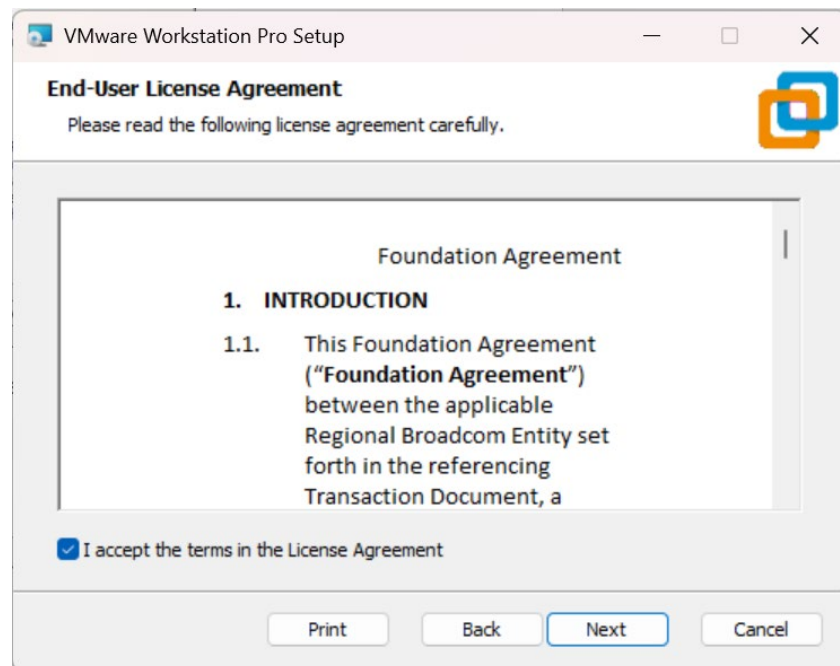 VMware Workstation Pro Setup
End-User License Agreement
Please read the following license agreement carefully.
Foundation Agreement
1. INTRODUCTION
1.1. This Foundation Agreement
(“Foundation Agreement”)
between the applicable
Regional Broadcom Entity set
forth in the referencing
Transaction Document, a
I accept the terms in the License Agreement
Print Back Next Cancel